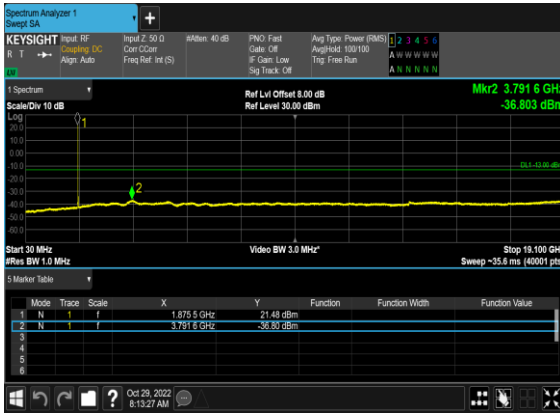 Spectrum Analyzer 1
Swept SA
+
KEYSIGHT
R T
Input: RF
Coupling: DC
Align: Auto
Input Z: 50 Ω
Corr CCorr
Freq Ref: Int (S)
#Atten: 40 dB
PNO: Fast
Gate: Off
IF Gain: Low
Sig Track: Off
Avg Type: Power (RMS)
Avg|Hold: 100/100
Trig: Free Run
1 2 3 4 5 6
A W W W W W
A N N N N N
1 Spectrum
Scale/Div 10 dB
Log
Ref Lvl Offset 8.00 dB
Ref Level 30.00 dBm
Mkr2 3.791 6 GHz
-36.803 dBm
20.0
10.0
0.00
-10.0
-20.0
-30.0
-40.0
-50.0
-60.0
1
2
DL1 -13.00 dBm
Start 30 MHz
#Res BW 1.0 MHz
Video BW 3.0 MHz*
Stop 19.100 GHz
Sweep ~35.6 ms (40001 pts)
5 Marker Table
Mode Trace Scale X Y Function Function Width Function Value
1 N 1 f 1.875 5 GHz 21.48 dBm
2 N 1 f 3.791 6 GHz -36.80 dBm
3
4
5
6
?
Oct 29, 2022
8:13:27 AM